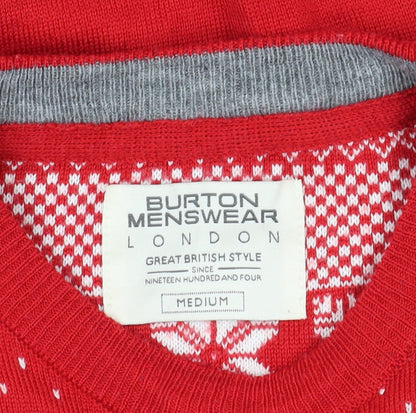 BURTON
MENSWEAR
LONDON
GREAT BRITISH STYLE
SINCE
NINETEEN HUNDRED AND FOUR
MEDIUM